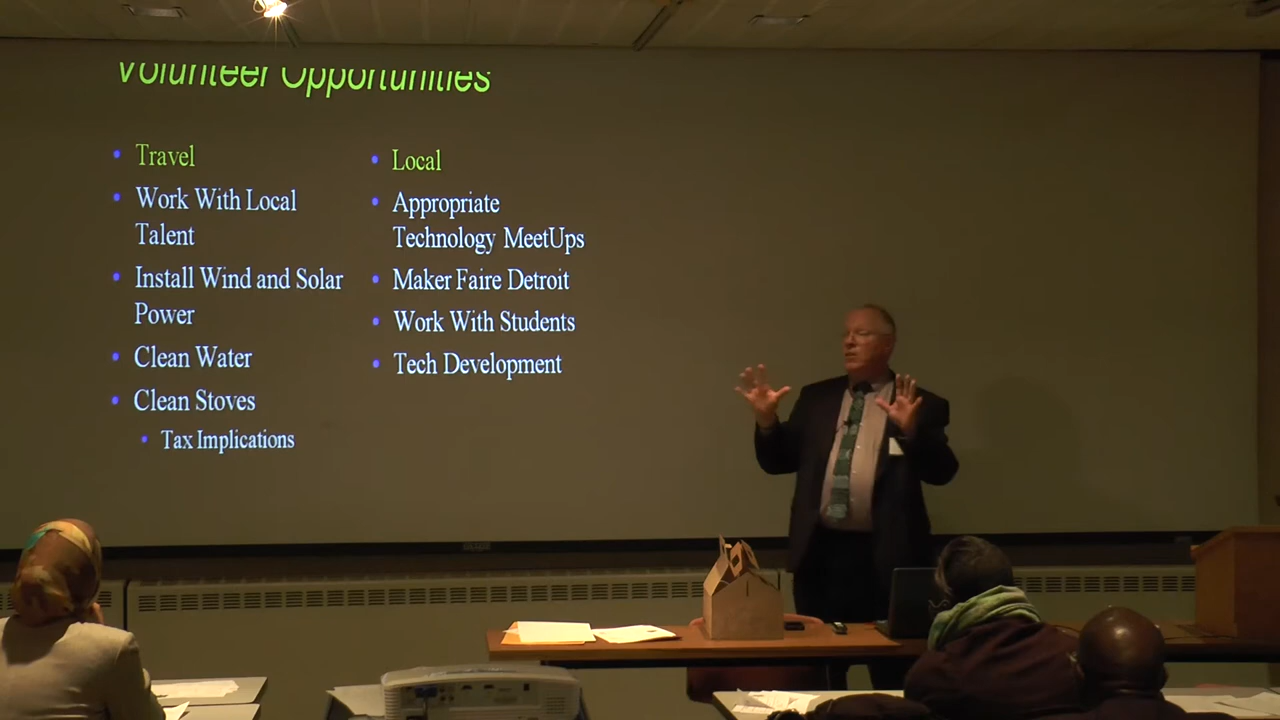 Volunteer Opportunities
• Travel
• Work With Local
Talent
• Install Wind and Solar
Power
• Clean Water
• Clean Stoves
• Tax Implications
• Local
• Appropriate
Technology MeetUps
• Maker Faire Detroit
• Work With Students
• Tech Development